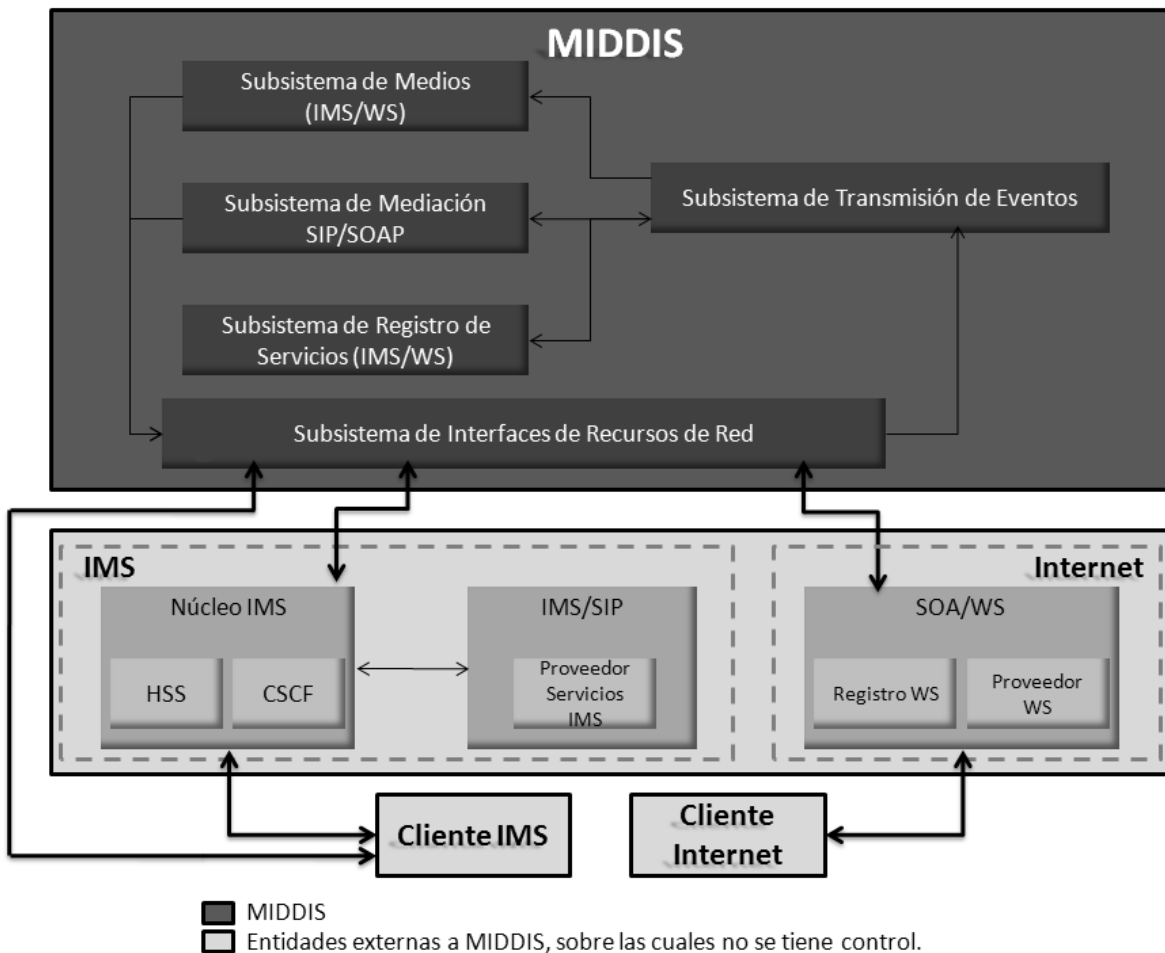 MIDDIS
Subsistema de Medios
(IMS/WS)
Subsistema de Mediación
SIP/SOAP
Subsistema de Transmisión de Eventos
Subsistema de Registro de
Servicios (IMS/WS)
Subsistema de Interfaces de Recursos de Red
IMS
Internet
Núcleo IMS
HSS
CSCF
IMS/SIP
Proveedor
Servicios
IMS
SOA/WS
Registro WS
Proveedor
WS
Cliente IMS
Cliente
Internet
MIDDIS
Entidades externas a MIDDIS, sobre las cuales no se tiene control.